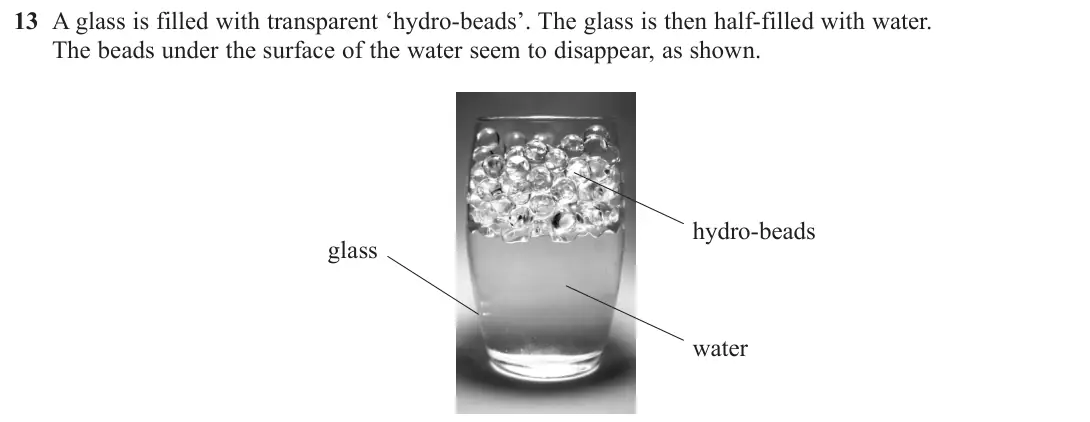 13 A glass is filled with transparent ‘hydro-beads’. The glass is then half-filled with water.
The beads under the surface of the water seem to disappear, as shown.
hydro-beads
glass
water